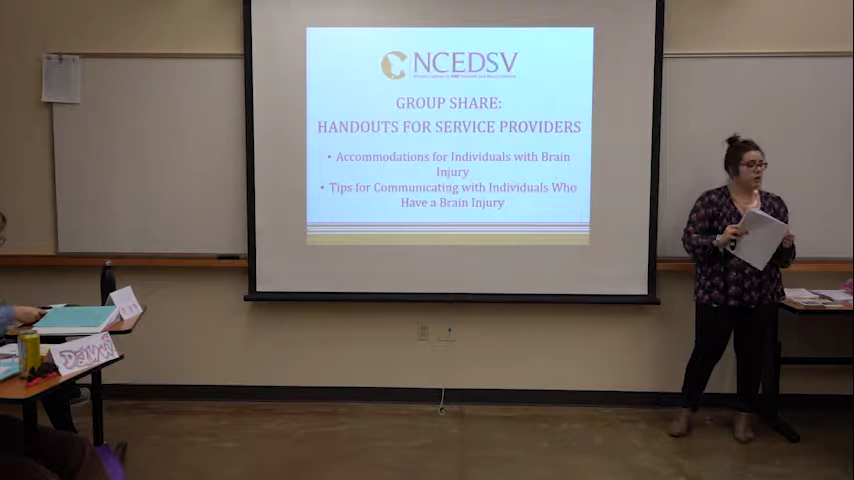 NCEDSV
GROUP SHARE:
HANDOUTS FOR SERVICE PROVIDERS
• Accommodations for Individuals with Brain
Injury
• Tips for Communicating with Individuals Who
Have a Brain Injury